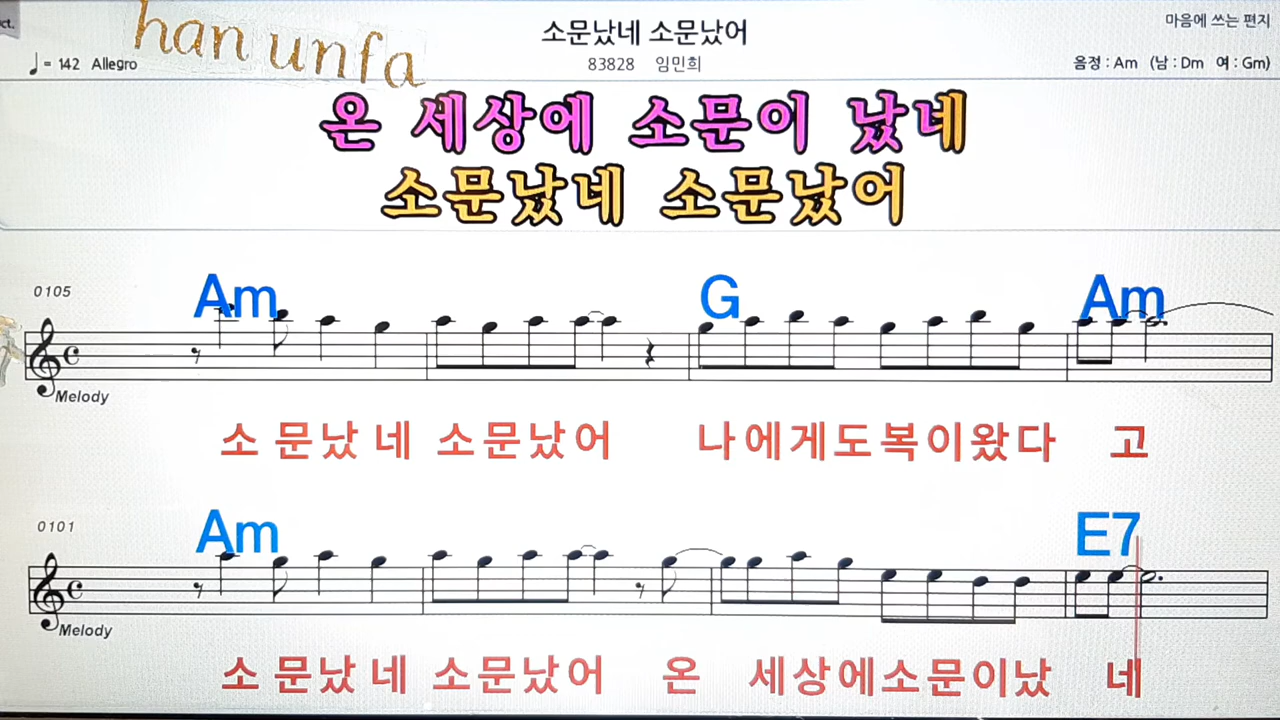 ct.
han unfa
소문났네 소문났어
마음에 쓰는 편지
♩= 142 Allegro
83828 임민희
음정 : Am (남 : Dm 여 : Gm)
온 세상에 소문이 났네
소문났네 소문났어
0105
Am G Am
Melody
소 문났 네 소문났어 나에게도복이왔다 고
0101
Am E7
Melody
소 문났 네 소문났어 온 세상에소문이났 네